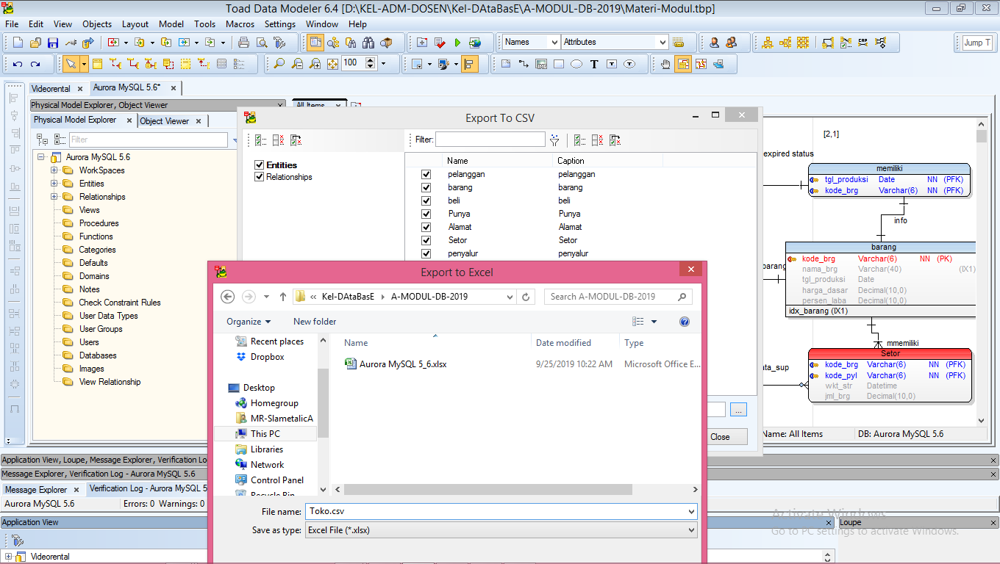 Toad Data Modeler 6.4 [D:\KEL-ADM-DOSEN\Kel-DAtaBasE\A-MODUL-DB-2019\Materi-Modul.tbp]
File Edit View Objects Layout Model Tools Macros Settings Window Help
Names Attributes Jump T
100
Videorental Aurora MySQL 5.6*
Physical Model Explorer, Object Viewer
All Items
Physical Model Explorer Object Viewer
Filter
Aurora MySQL 5.6
WorkSpaces
Entities
Relationships
Views
Procedures
Functions
Categories
Defaults
Domains
Notes
Check Constraint Rules
User Data Types
User Groups
Users
Databases
Images
View Relationship
Export To CSV
Filter:
Entities
Relationships
Name Caption
pelanggan pelanggan
barang barang
beli beli
Punya Punya
Alamat Alamat
Setor Setor
penyalur penyalur
...
Close
[2,1]
expired status
memiliki
tgl_produksi Date NN (PFK)
kode_brg Varchar(6) NN (PFK)
info
barang
barang
kode_brg Varchar(6) NN (PK)
nama_brg Varchar(40) (IX1)
tgl_produksi Date
harga_dasar Decimal(10,0)
persen_laba Decimal(10,0)
idx_barang (IX1)
mmemiliki
Setor
ata_sup
kode_brg Varchar(6) NN (PFK)
kode_pyl Varchar(6) NN (PFK)
wkt_str Datetime
jml_brg Decimal(10,0)
Name: All Items DB: Aurora MySQL 5.6
Export to Excel
« Kel-DAtaBasE A-MODUL-DB-2019
Search A-MODUL-DB-2019
Organize New folder
Recent places
Dropbox
Desktop
Homegroup
MR-SlametalicA
This PC
Libraries
Network
Control Panel
Recycle Bin
Name Date modified Type
Aurora MySQL 5_6.xlsx 9/25/2019 10:22 AM Microsoft Office E...
File name: Toko.csv
Save as type: Excel File (*.xlsx)
Application View, Loupe, Message Explorer, Verification Lo
Message Explorer, Verification Log - Aurora MySQL 5.6
Message Explorer Verification Log - Aurora MySQL 5
Aurora MySQL 5.6 Errors: 0 Warnings: 0
Application View
Loupe
Videorental
Activate Windows
Go to PC settings to activate Windows.